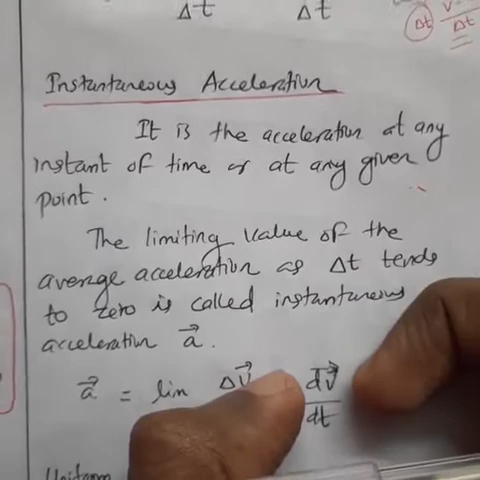 Δt Δt
Δt V Δt
Instantaneous Acceleration
It is the acceleration at any
instant of time or at any given
point.
The limiting value of the
average acceleration as Δt tends
to zero is called instantaneous
acceleration a⃗.
a⃗ = lim Δv⃗ dv⃗
dt
Uniform